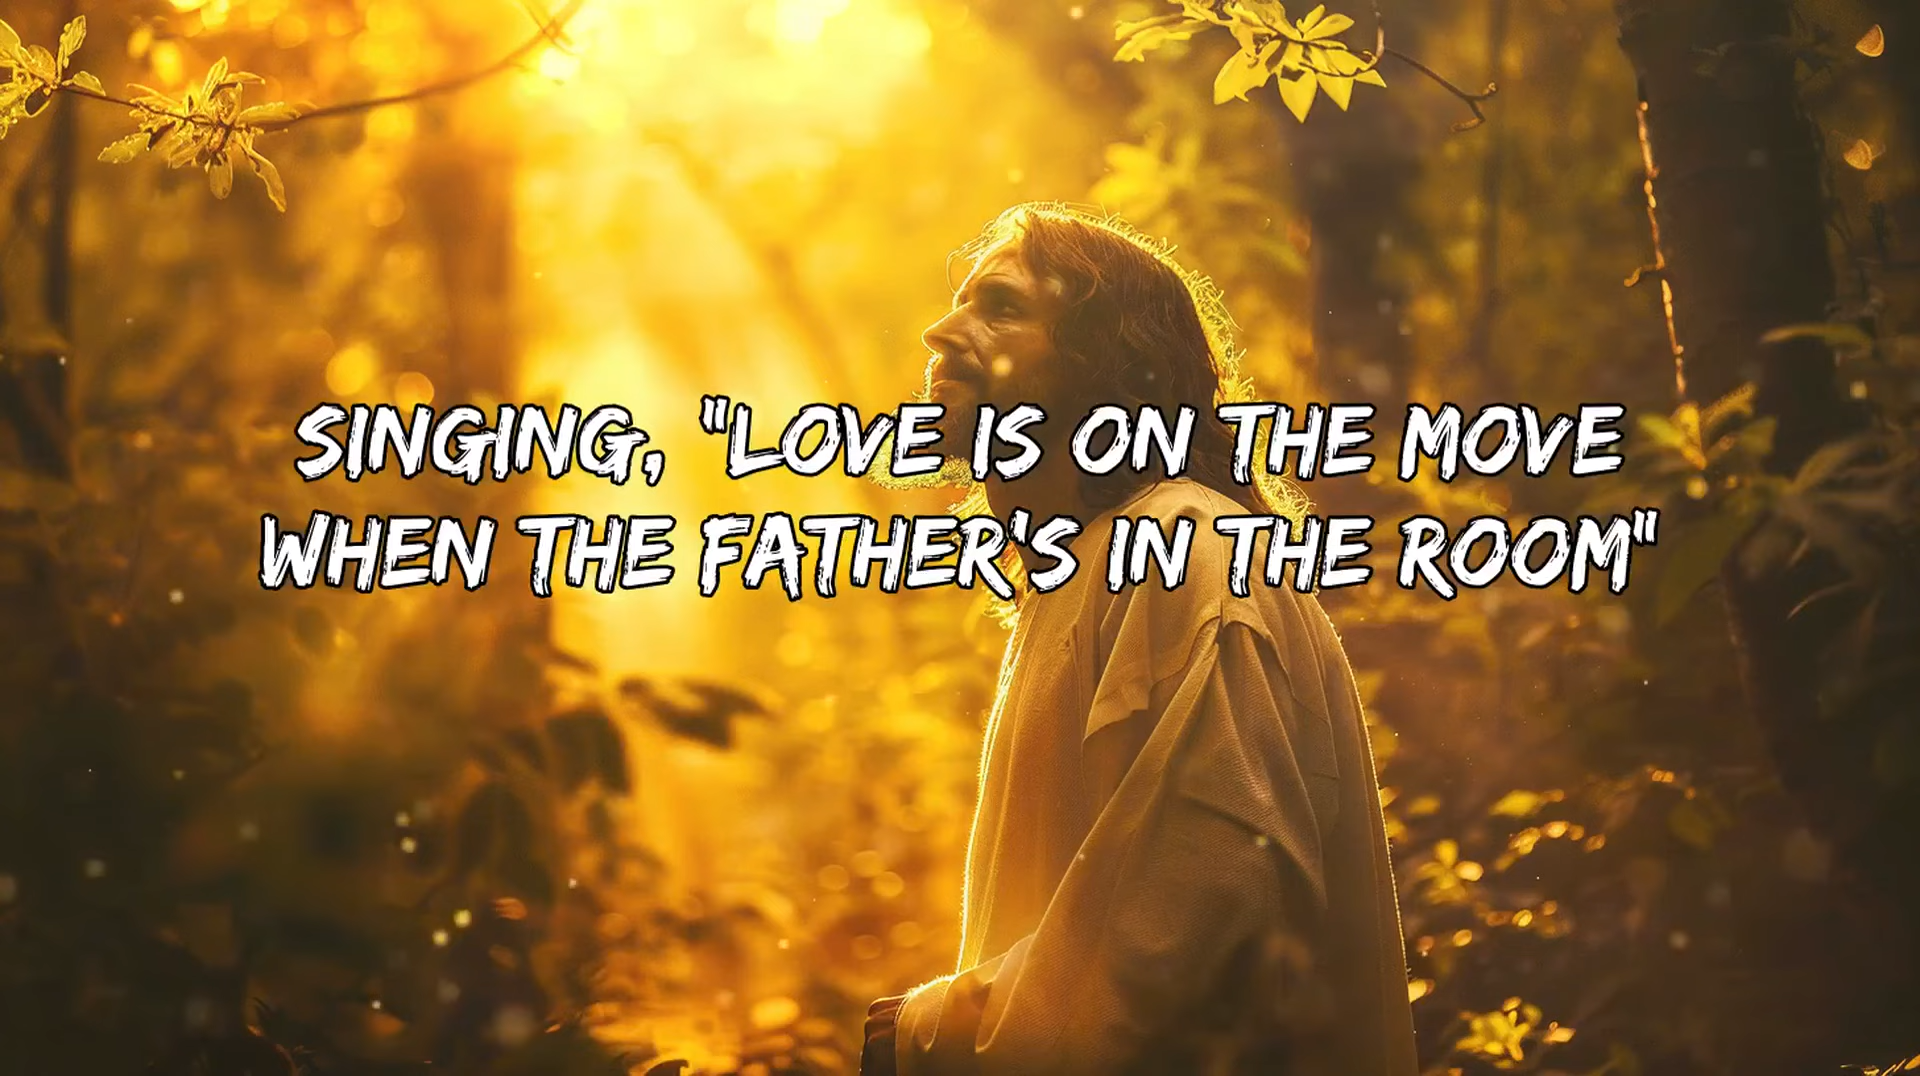 SINGING, "LOVE IS ON THE MOVE
WHEN THE FATHER'S IN THE ROOM"